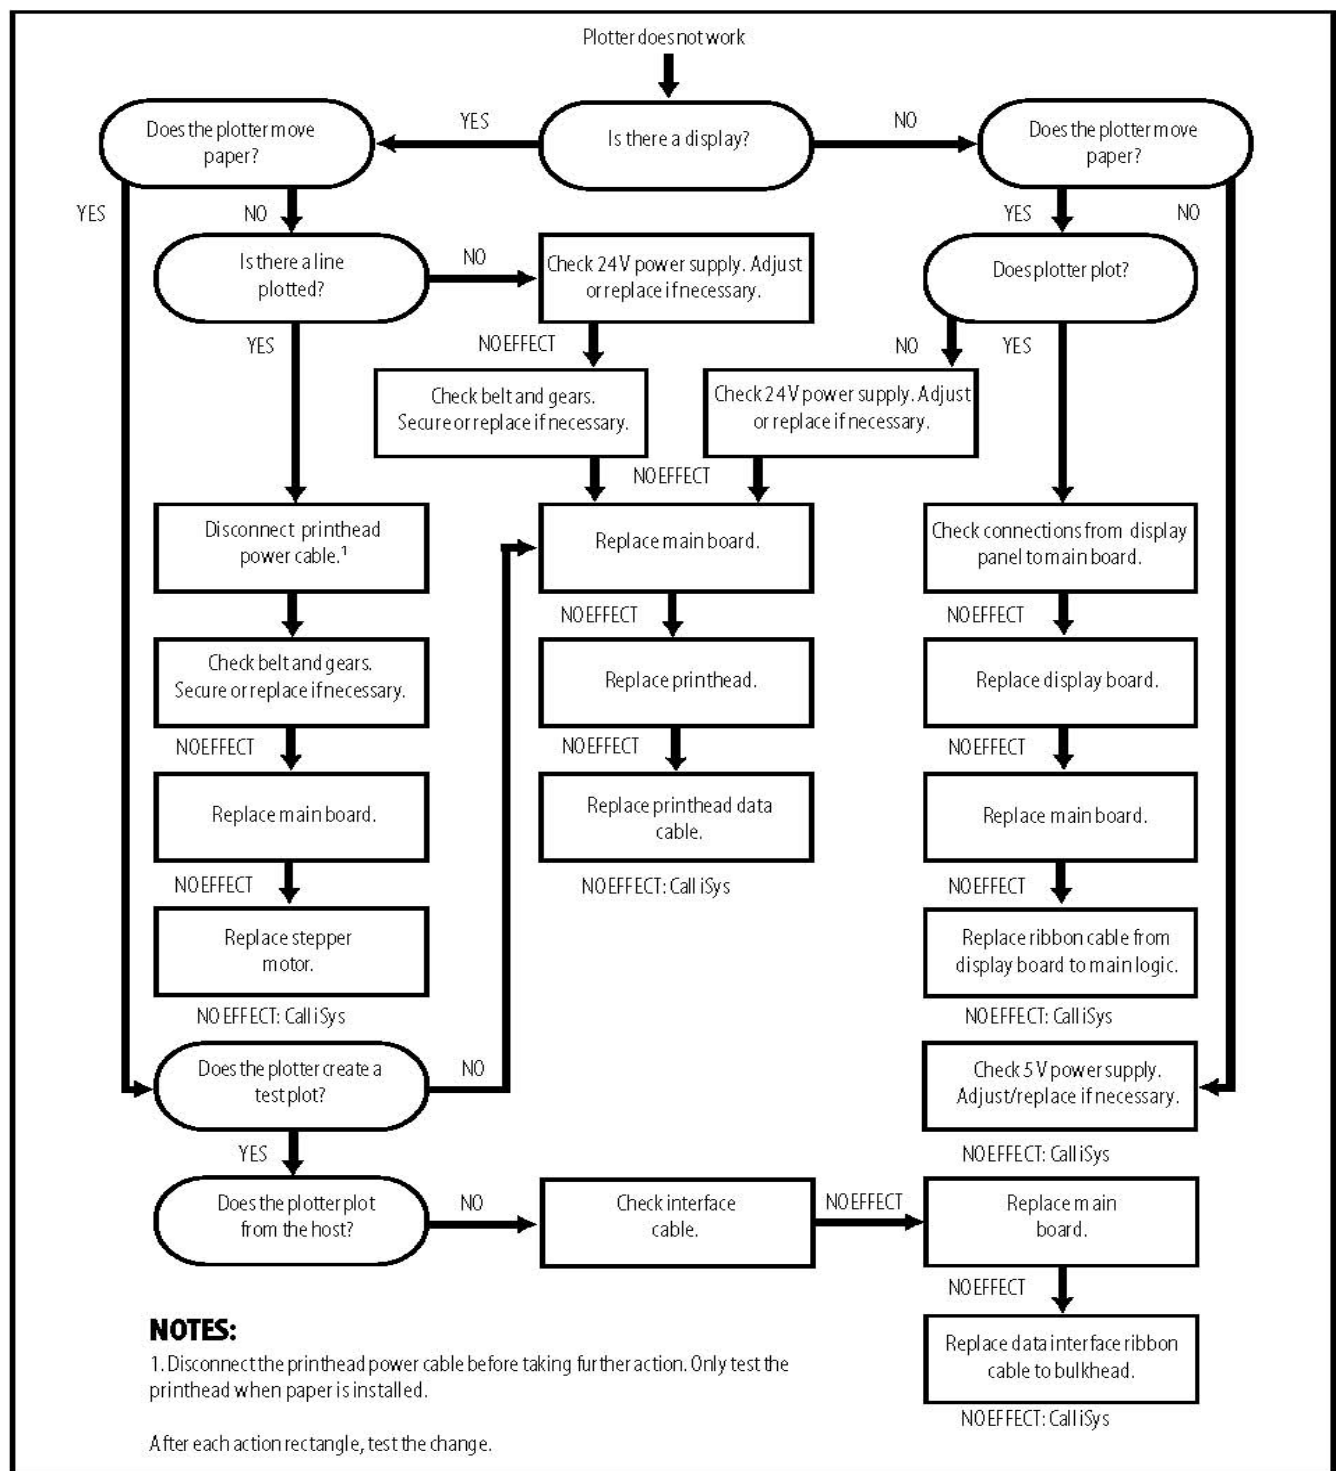 Plotter does not work
Is there a display?
YES
NO
Does the plotter move
paper?
Does the plotter move
paper?
YES
NO
YES
NO
Is there a line
plotted?
NO
Check 24 V power supply. Adjust
or replace if necessary.
Does plotter plot?
YES
NO EFFECT
NO
YES
Check belt and gears.
Secure or replace if necessary.
Check 24 V power supply. Adjust
or replace if necessary.
NO EFFECT
Disconnect printhead
power cable.1
Replace main board.
Check connections from display
panel to main board.
NO EFFECT
NO EFFECT
Check belt and gears.
Secure or replace if necessary.
Replace printhead.
Replace display board.
NO EFFECT
NO EFFECT
NO EFFECT
Replace main board.
Replace printhead data
cable.
Replace main board.
NO EFFECT
NO EFFECT: Call iSys
NO EFFECT
Replace stepper
motor.
Replace ribbon cable from
display board to main logic.
NO EFFECT: Call iSys
NO EFFECT: Call iSys
Does the plotter create a
test plot?
NO
Check 5 V power supply.
Adjust/replace if necessary.
YES
NO EFFECT: Call iSys
Does the plotter plot
from the host?
NO
Check interface
cable.
NO EFFECT
Replace main
board.
NO EFFECT
Replace data interface ribbon
cable to bulkhead.
NO EFFECT: Call iSys
NOTES:
1. Disconnect the printhead power cable before taking further action. Only test the
printhead when paper is installed.
After each action rectangle, test the change.